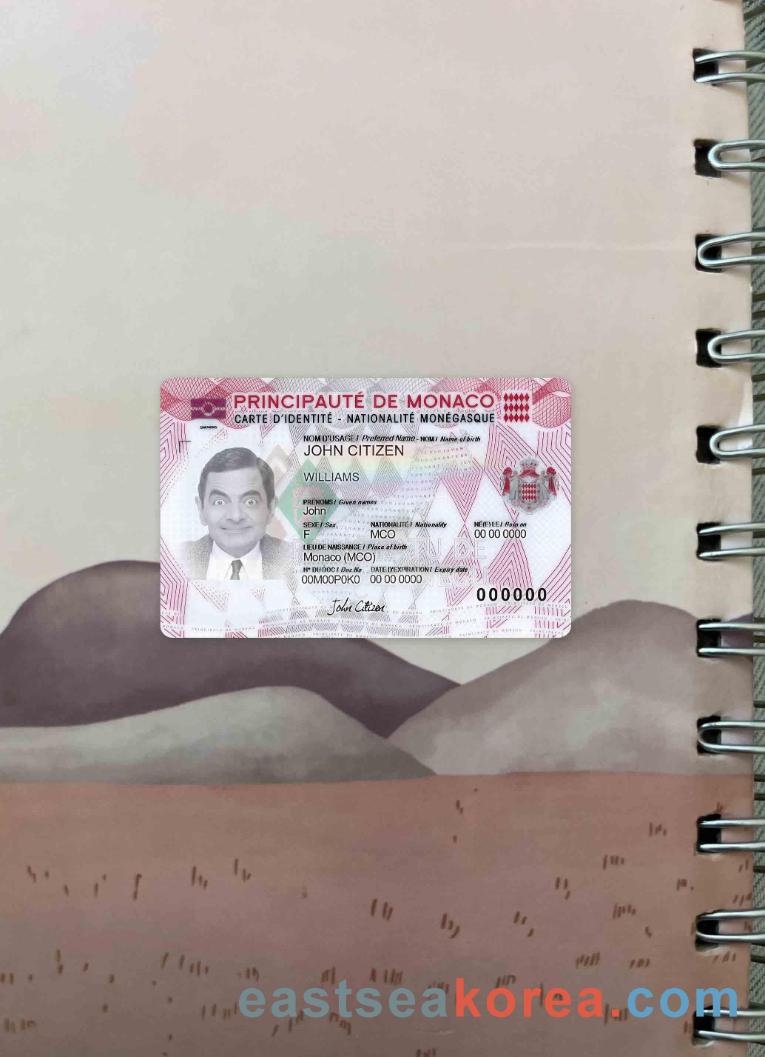 PRINCIPAUTÉ DE MONACO
CARTE D'IDENTITÉ - NATIONALITÉ MONÉGASQUE
NOM D'USAGE / Preferred Name - NOM / Name of birth
JOHN CITIZEN
WILLIAMS
PRÉNOMS / Given names
John
SEXE / Sex NATIONALITÉ / Nationality NÉ(E) LE / Born on
F MCO 00 00 0000
LIEU DE NAISSANCE / Place of birth
Monaco (MCO)
N° DU DOC / Doc No DATE D'EXPIRATION / Expiry date
00M00P0K0 00 00 0000
000000
John Citizen
eastseakorea.com